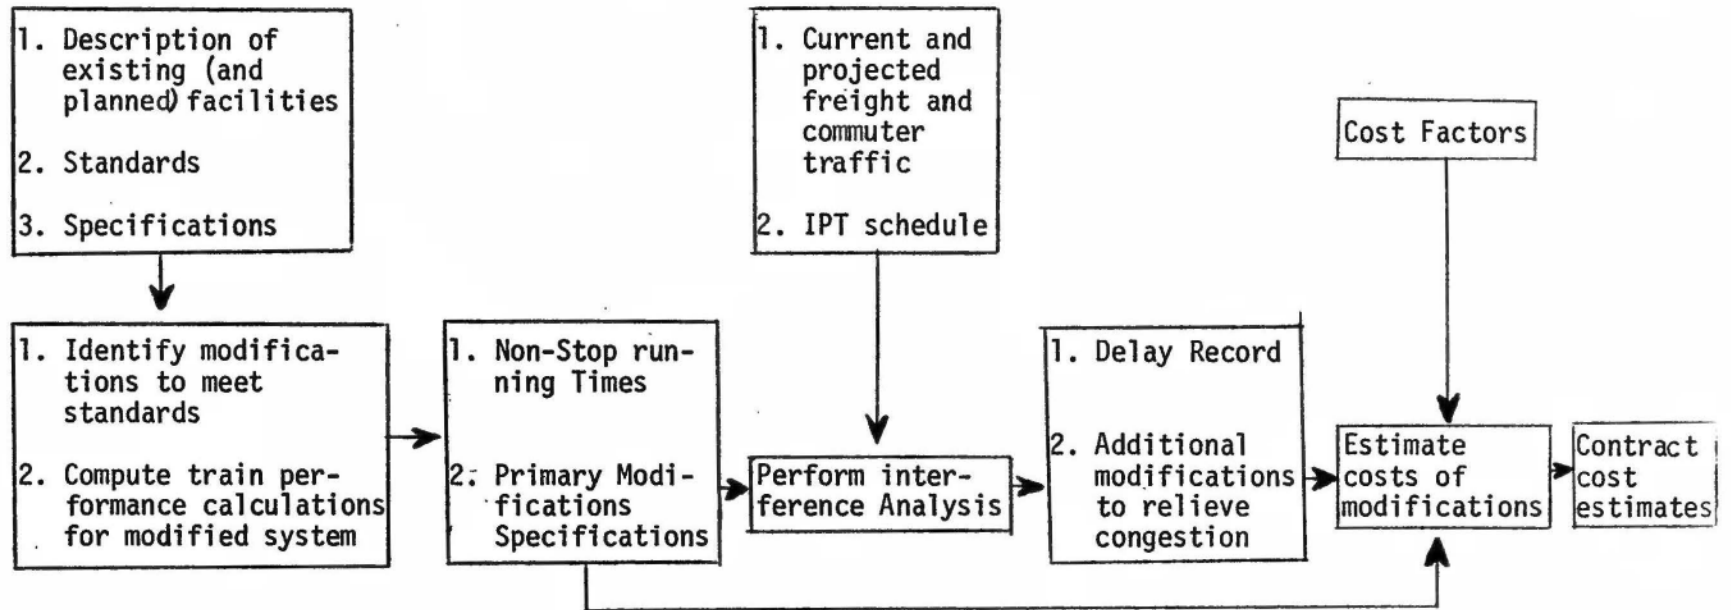 1. Description of
existing (and
planned) facilities
2. Standards
3. Specifications
1. Current and
projected
freight and
commuter
traffic
2. IPT schedule
Cost Factors
1. Identify modifica-
tions to meet
standards
2. Compute train per-
formance calculations
for modified system
1. Non-Stop run-
ning Times
2. Primary Modi-
fications
Specifications
Perform inter-
ference Analysis
1. Delay Record
2. Additional
modifications
to relieve
congestion
Estimate
costs of
modifications
Contract
cost
estimates